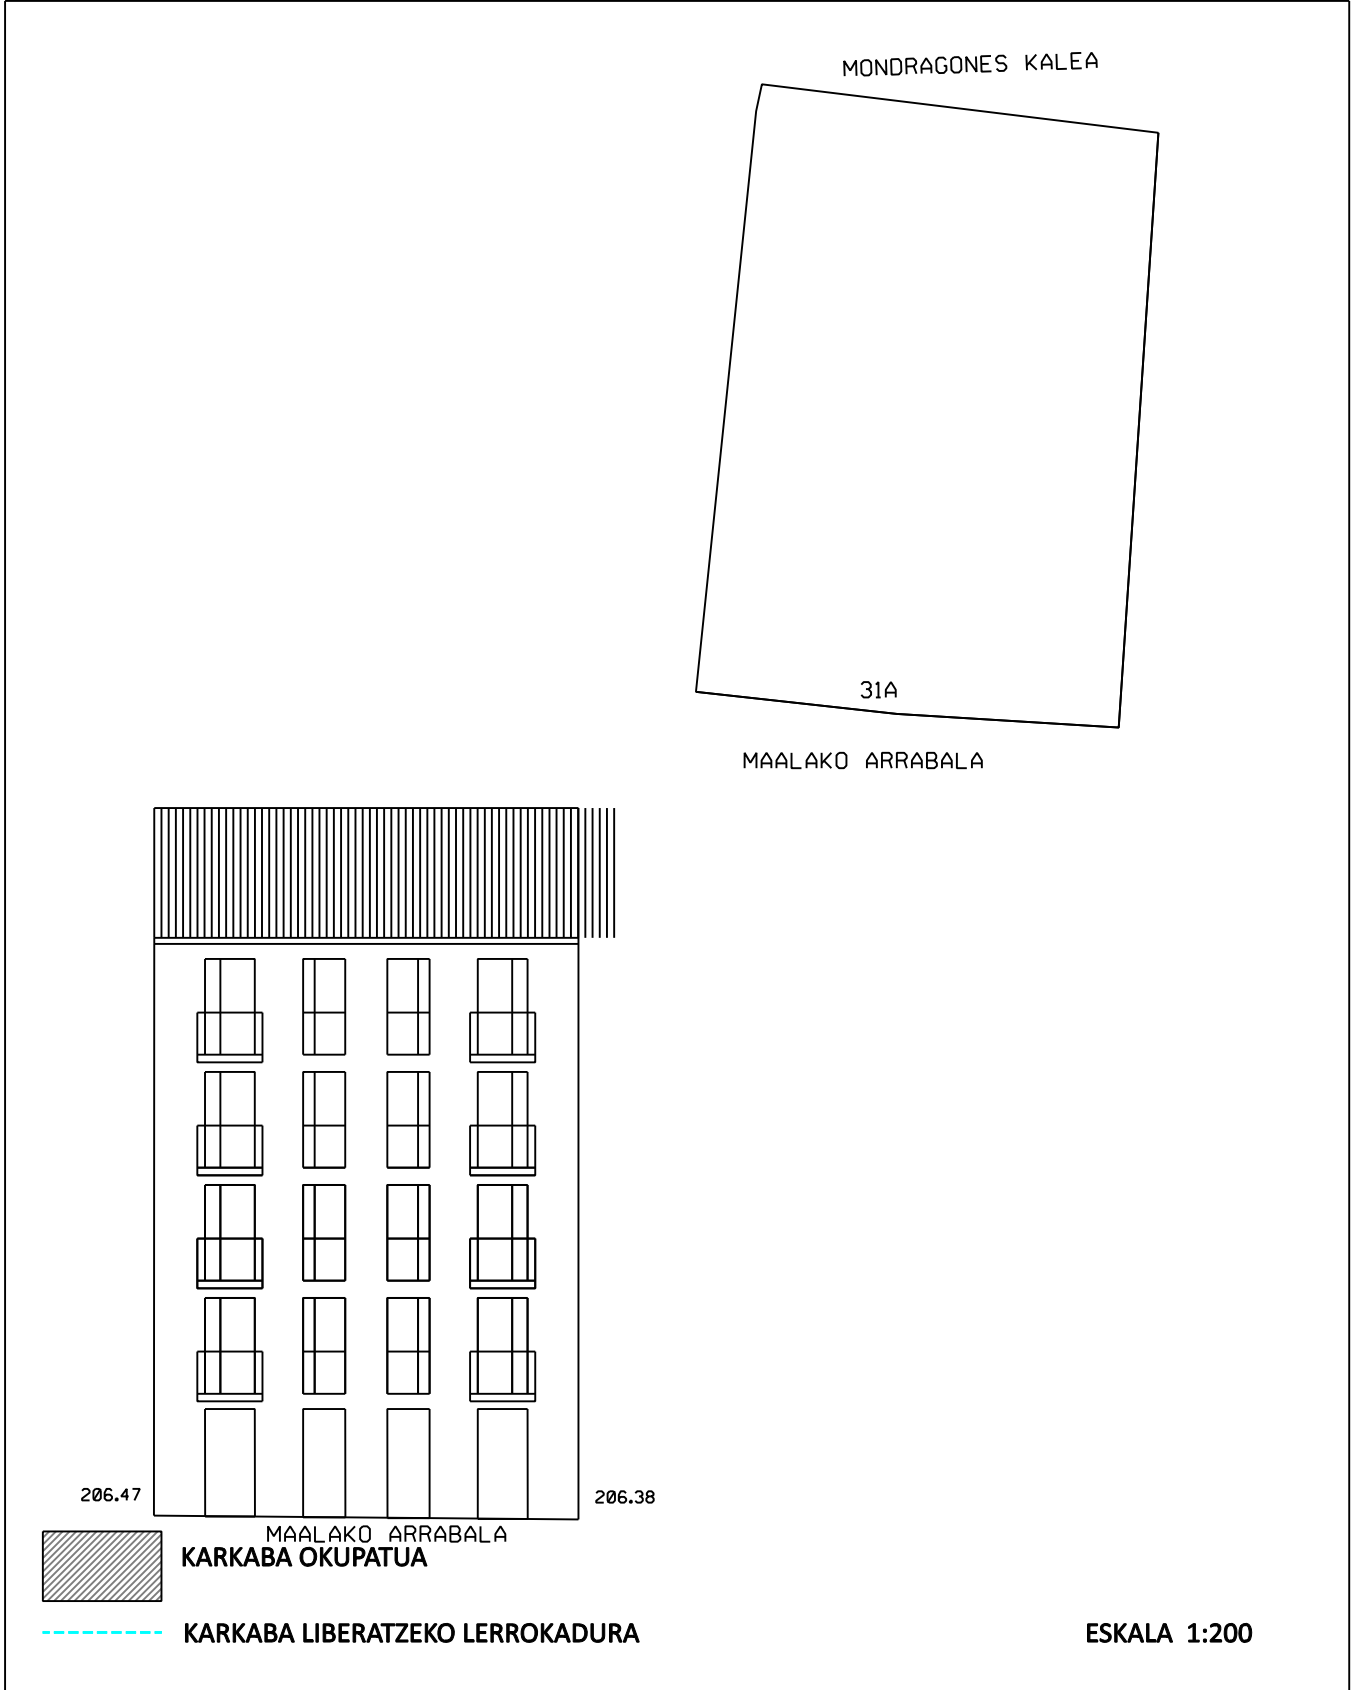 MONDRAGONES KALEA
31A
MAALAKO ARRABALA
206.47
206.38
MAALAKO ARRABALA
KARKABA OKUPATUA
KARKABA LIBERATZEKO LERROKADURA
ESKALA 1:200